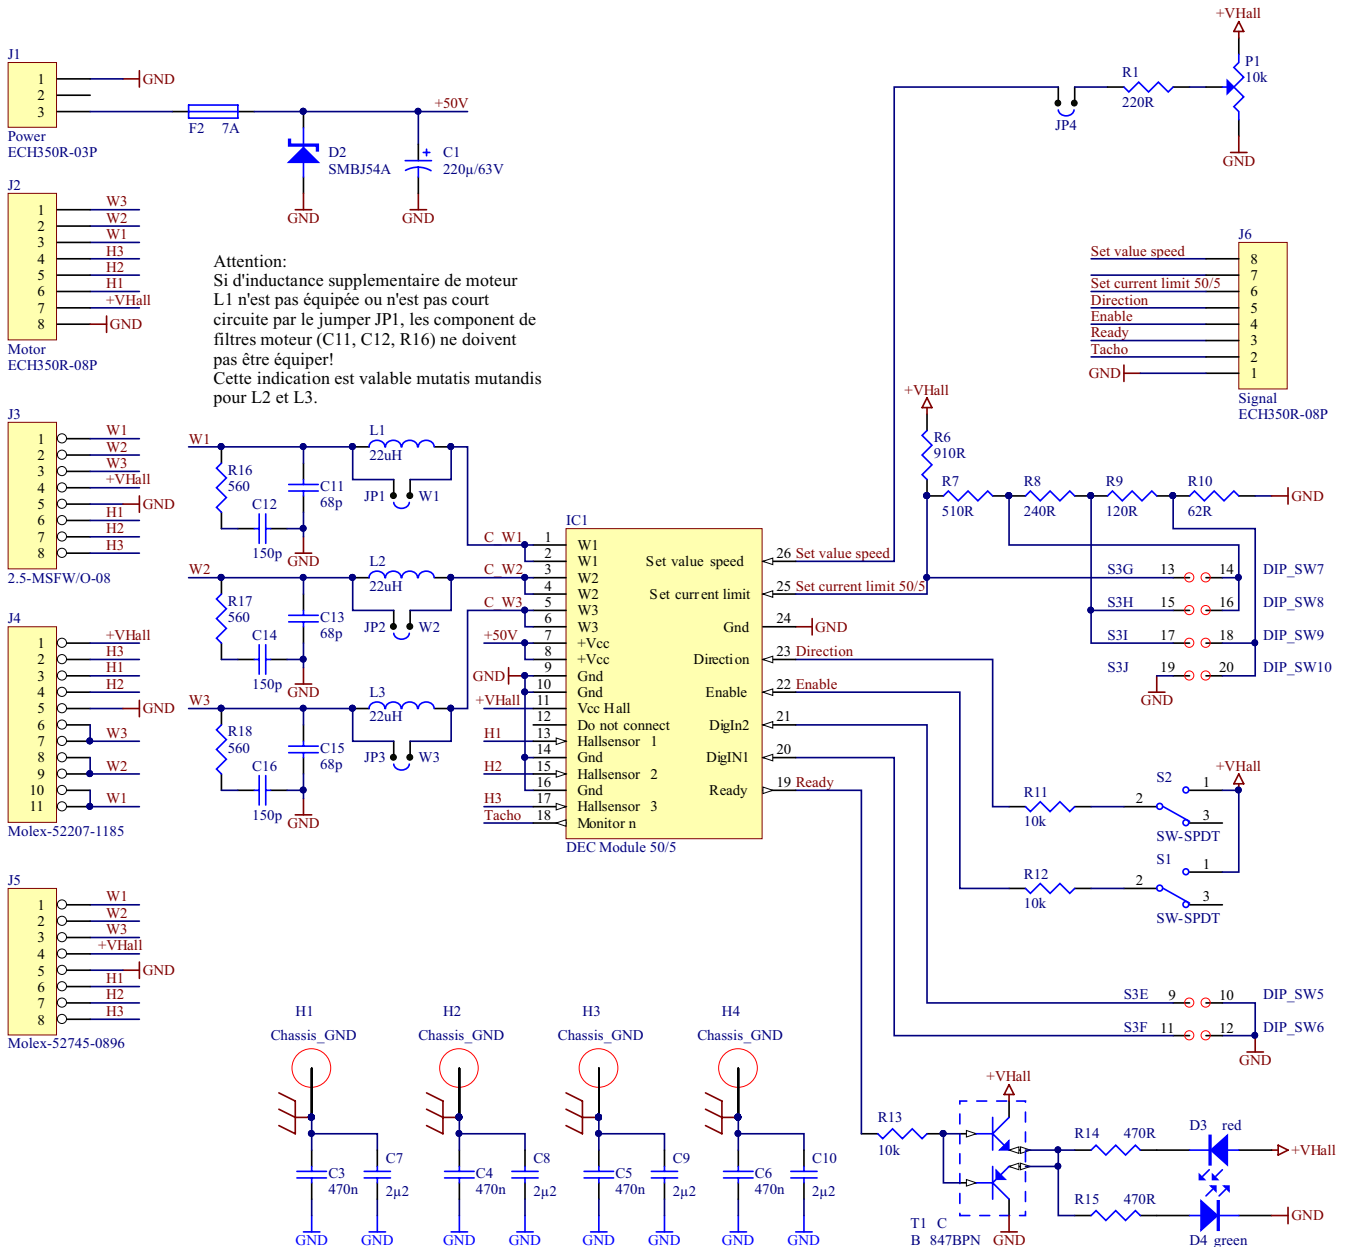 J1
1
GND
2
3
Power
ECH350R-03P
F2 7A
+50V
D2
SMBJ54A
GND
C1
220µ/63V
GND
J2
1 W3
2 W2
3 W1
4 H3
5 H2
6 H1
7 +VHall
8 GND
Motor
ECH350R-08P
Attention:
Si d'inductance supplementaire de moteur
L1 n'est pas équipée ou n'est pas court
circuite par le jumper JP1, les component de
filtres moteur (C11, C12, R16) ne doivent
pas être équiper!
Cette indication est valable mutatis mutandis
pour L2 et L3.
J3
1 W1
2 W2
3 W3
4 +VHall
5 GND
6 H1
7 H2
8 H3
2.5-MSFW/O-08
J4
1 +VHall
2 H3
3 H1
4 H2
5 GND
6
7 W3
8
9 W2
10
11 W1
Molex-52207-1185
J5
1 W1
2 W2
3 W3
4 +VHall
5 GND
6 H1
7 H2
8 H3
Molex-52745-0896
W1
R16
560
C12
150p
C11
68p
GND
L1
22uH
JP1 W1
W2
R17
560
C14
150p
C13
68p
GND
L2
22uH
JP2 W2
W3
R18
560
C16
150p
C15
68p
GND
L3
22uH
JP3 W3
IC1
C_W1 1 W1
2 W1
C_W2 3 W2
4 W2
C_W3 5 W3
6 W3
+50V 7 +Vcc
8 +Vcc
GND 9 Gnd
10 Gnd
+VHall 11 Vcc Hall
12 Do not connect
H1 13 Hallsensor 1
14 Gnd
H2 15 Hallsensor 2
16 Gnd
H3 17 Hallsensor 3
Tacho 18 Monitor n
DEC Module 50/5
Set value speed 26 Set value speed
Set current limit 25 Set current limit 50/5
Gnd 24 GND
Direction 23 Direction
Enable 22 Enable
DigIn2 21
DigIN1 20
Ready 19 Ready
+VHall
P1
10k
R1
220R
JP4
GND
J6
Set value speed 8
7
Set current limit 50/5 6
Direction 5
Enable 4
Ready 3
Tacho 2
GND 1
Signal
ECH350R-08P
+VHall
R6
910R
R7
510R
R8
240R
R9
120R
R10
62R
GND
S3G 13 14 DIP_SW7
S3H 15 16 DIP_SW8
S3I 17 18 DIP_SW9
S3J 19 20 DIP_SW10
GND
+VHall
S2
1
2
3
SW-SPDT
R11
10k
S1
1
2
3
SW-SPDT
R12
10k
S3E 9 10 DIP_SW5
S3F 11 12 DIP_SW6
GND
H1
Chassis_GND
C3
470n
C7
2µ2
GND GND
H2
Chassis_GND
C4
470n
C8
2µ2
GND GND
H3
Chassis_GND
C5
470n
C9
2µ2
GND GND
H4
Chassis_GND
C6
470n
C10
2µ2
GND GND
R13
10k
+VHall
T1 C
B 847BPN
GND
R14 470R
D3 red
+VHall
R15 470R
D4 green
GND